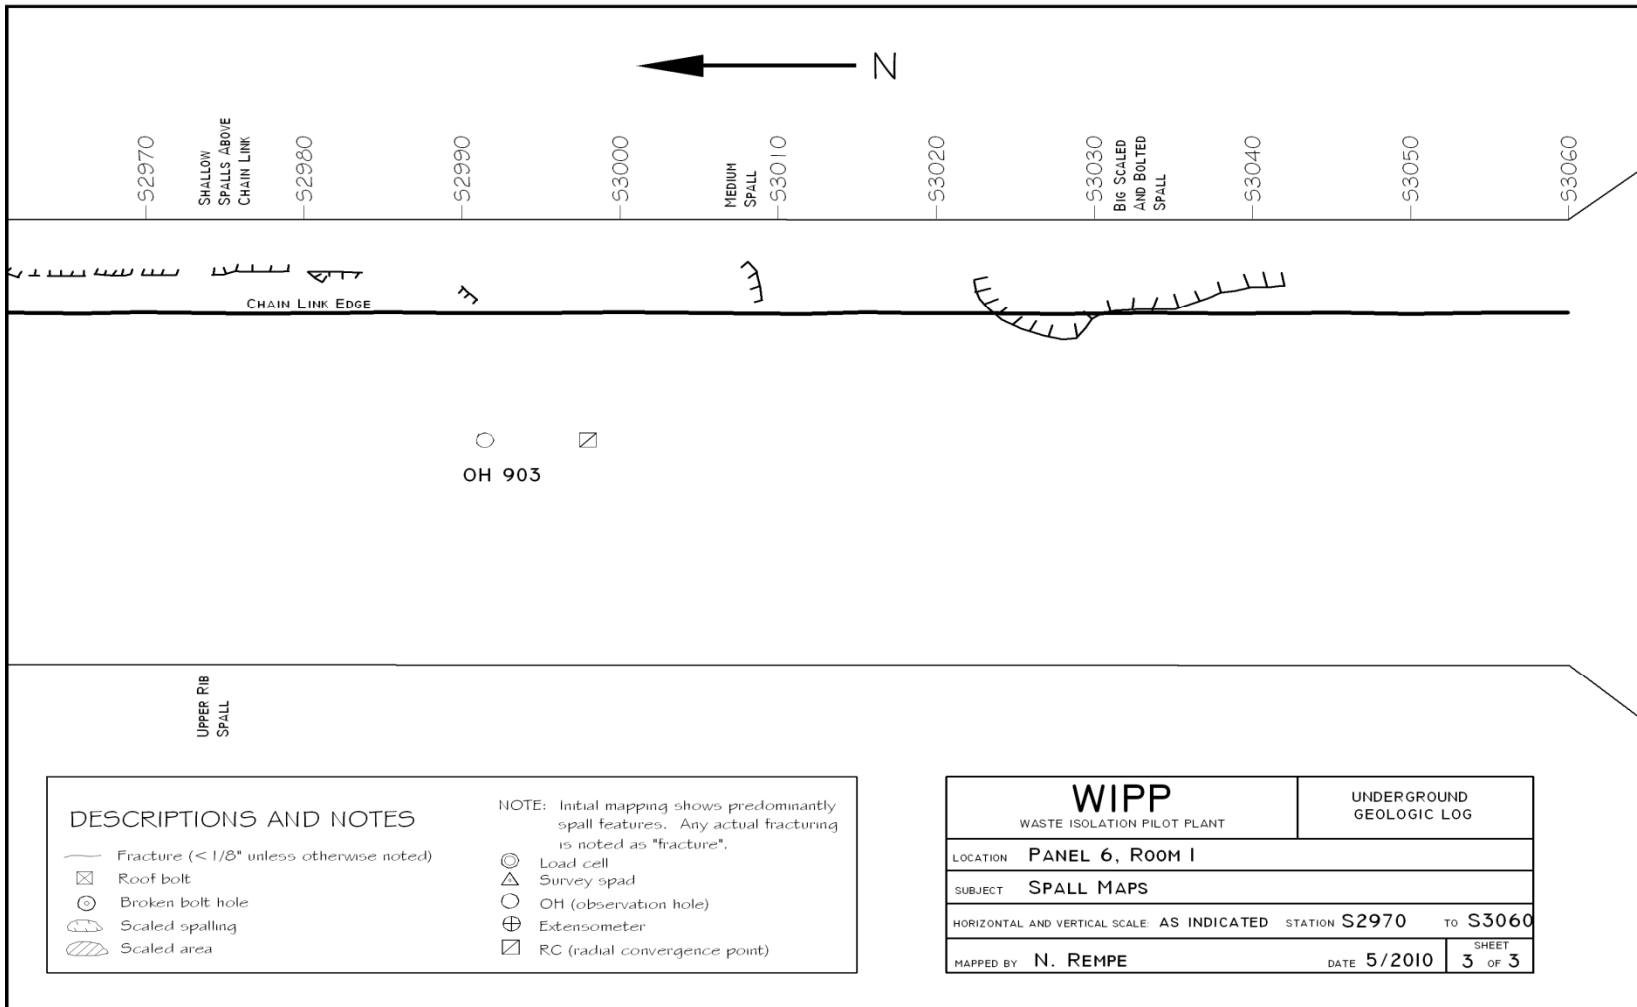 N
S2970
SHALLOW
SPALLS ABOVE
CHAIN LINK
S2980
S2990
S3000
MEDIUM
SPALL
S3010
S3020
S3030
BIG SCALED
AND BOLTED
SPALL
S3040
S3050
S3060
CHAIN LINK EDGE
OH 903
UPPER RIB
SPALL
DESCRIPTIONS AND NOTES
Fracture (< 1/8" unless otherwise noted)
Roof bolt
Broken bolt hole
Scaled spalling
Scaled area
NOTE: Initial mapping shows predominantly
spall features. Any actual fracturing
is noted as "fracture".
Load cell
Survey spad
OH (observation hole)
Extensometer
RC (radial convergence point)
WIPP
WASTE ISOLATION PILOT PLANT
UNDERGROUND
GEOLOGIC LOG
LOCATION PANEL 6, ROOM 1
SUBJECT SPALL MAPS
HORIZONTAL AND VERTICAL SCALE: AS INDICATED STATION S2970 TO S3060
MAPPED BY N. REMPE DATE 5/2010
SHEET
3 OF 3